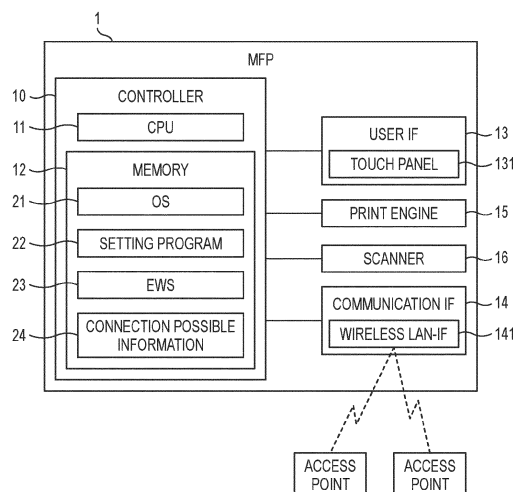 1
MFP
10
CONTROLLER
11
CPU
12
MEMORY
21
OS
22
SETTING PROGRAM
23
EWS
24
CONNECTION POSSIBLE
INFORMATION
USER IF
13
TOUCH PANEL
131
PRINT ENGINE
15
SCANNER
16
COMMUNICATION IF
14
WIRELESS LAN-IF
141
ACCESS
POINT
ACCESS
POINT